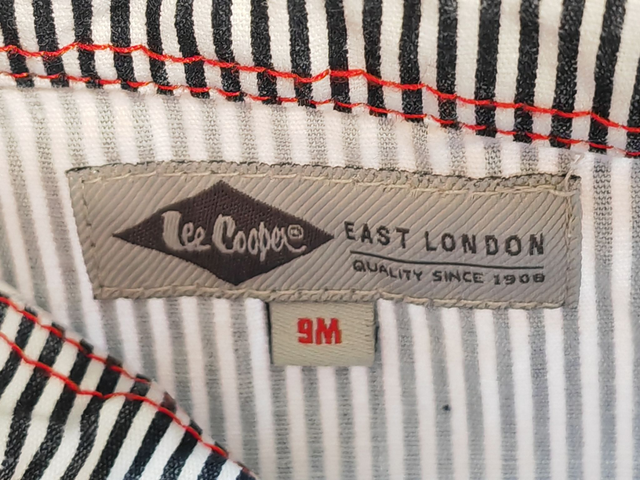 Lee Cooper®
EAST LONDON
QUALITY SINCE 1908
9M